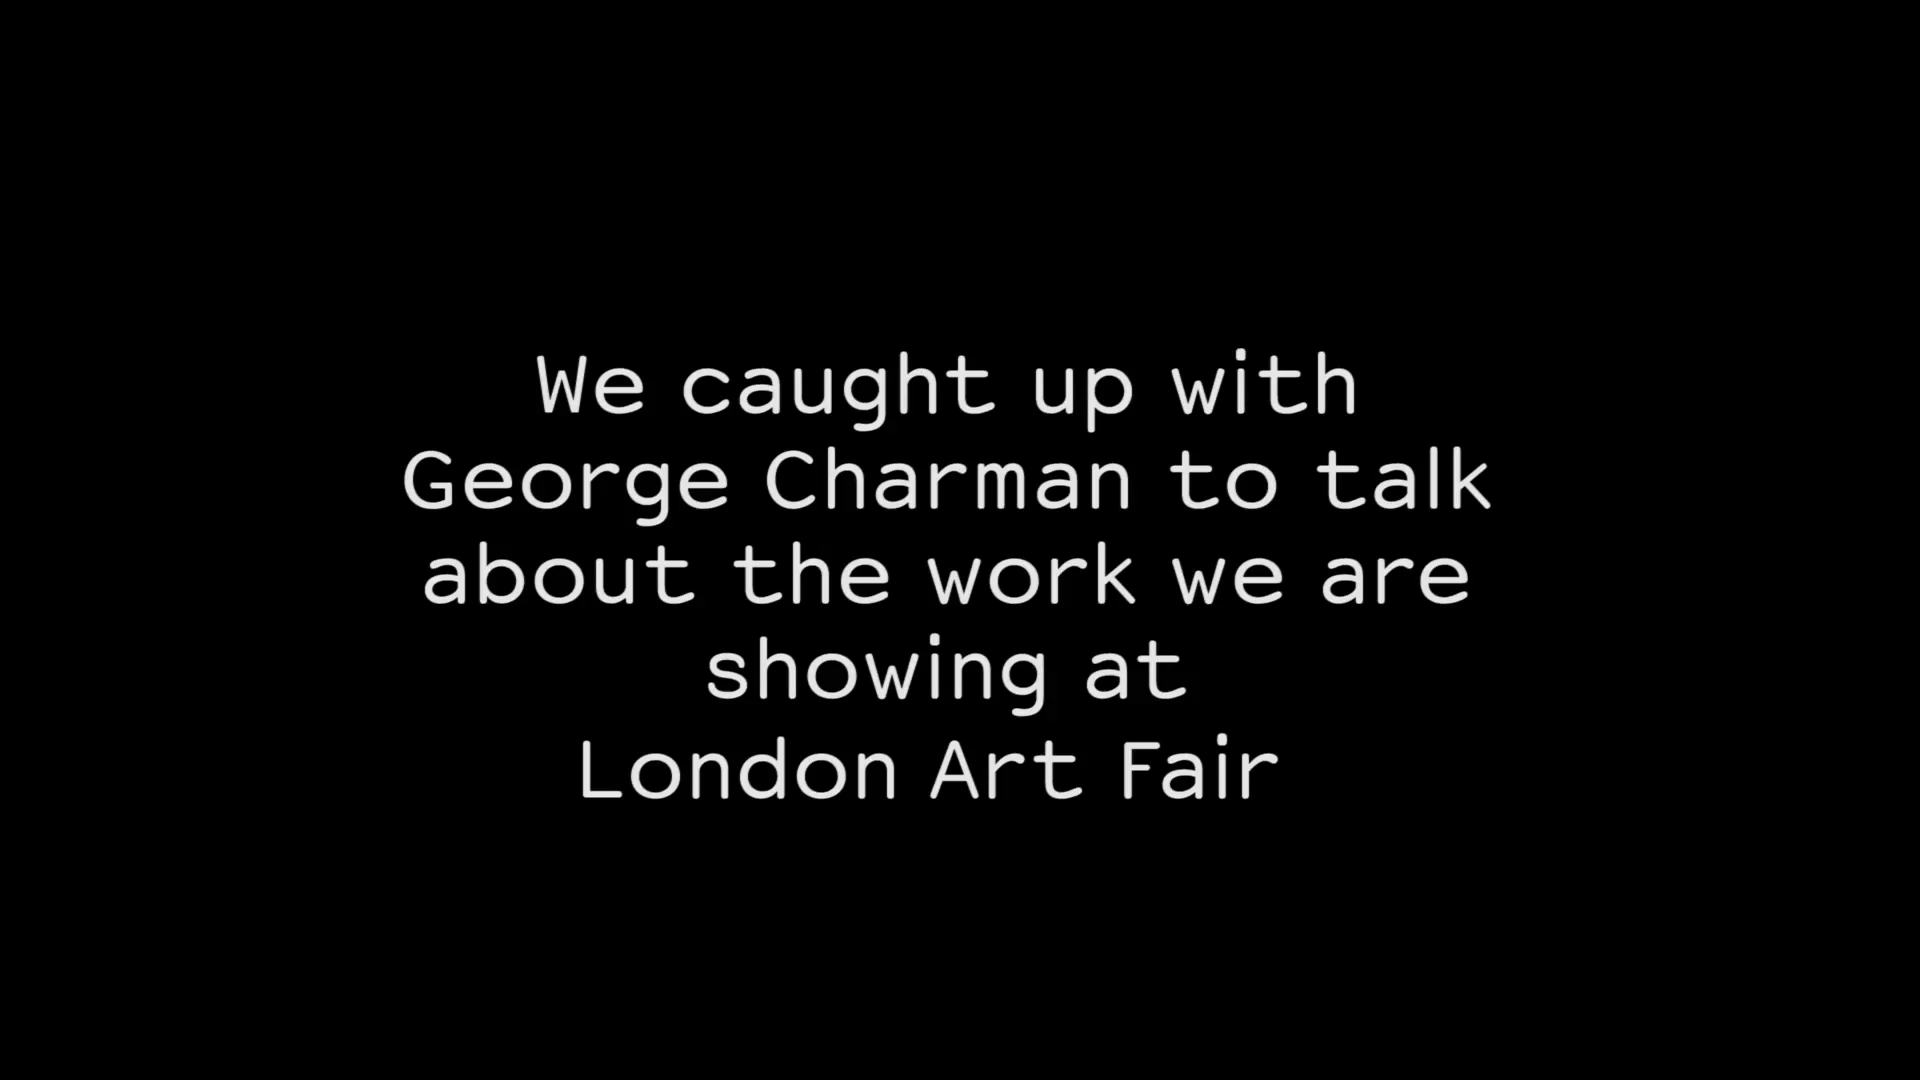 We caught up with
George Charman to talk
about the work we are
showing at
London Art Fair